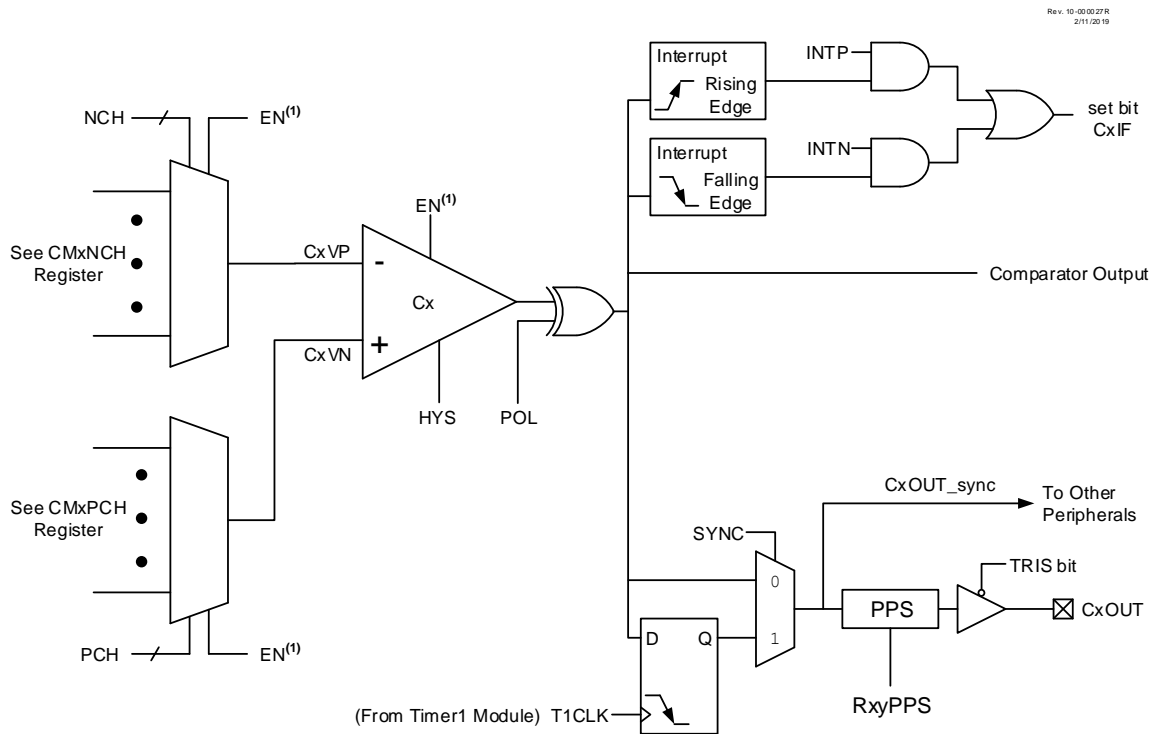 Rev. 10-000027R
2/11/2019
Interrupt
Rising
Edge
INTP
set bit
CxIF
Interrupt
Falling
Edge
INTN
NCH
EN(1)
See CMxNCH
Register
CxVP
EN(1)
-
Cx
+
CxVN
HYS
POL
Comparator Output
See CMxPCH
Register
PCH
EN(1)
CxOUT_sync
To Other
Peripherals
SYNC
0
1
TRIS bit
PPS
CxOUT
RxyPPS
D Q
(From Timer1 Module) T1CLK